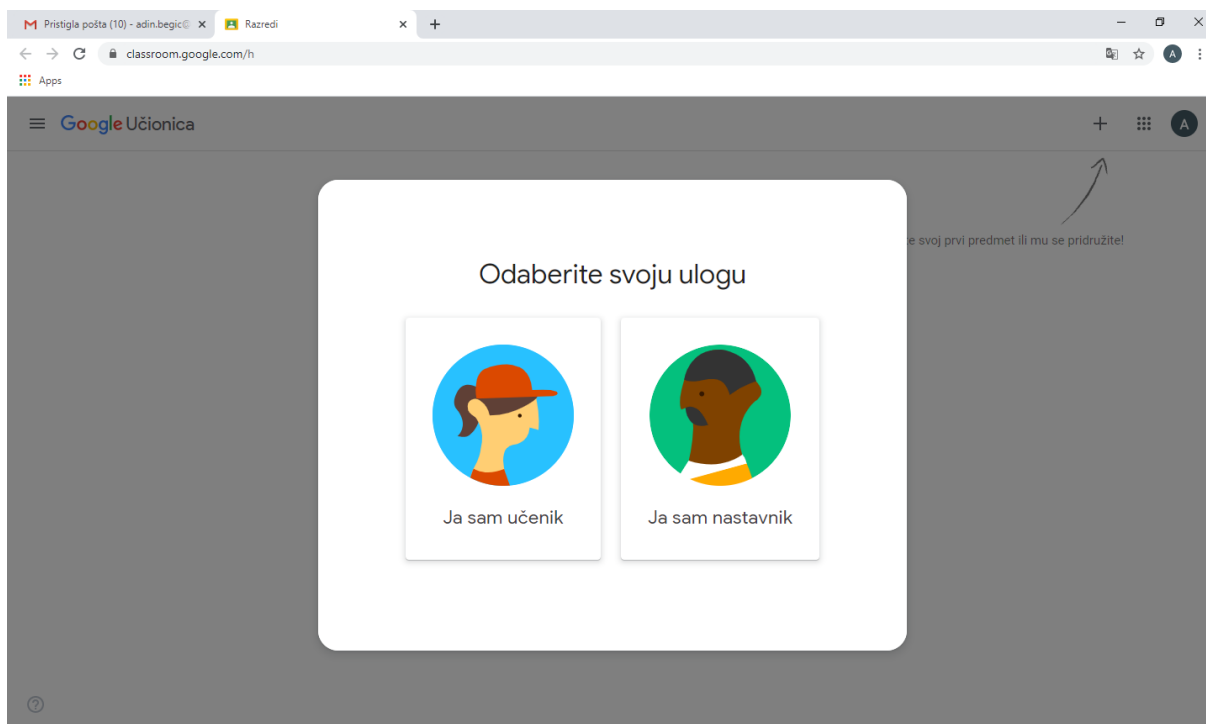 Pristigla pošta (10) - adin.begic©
Razredi
classroom.google.com/h
A
Apps
Google Učionica
A
svoj prvi predmet ili mu se pridružite!
Odaberite svoju ulogu
Ja sam učenik
Ja sam nastavnik